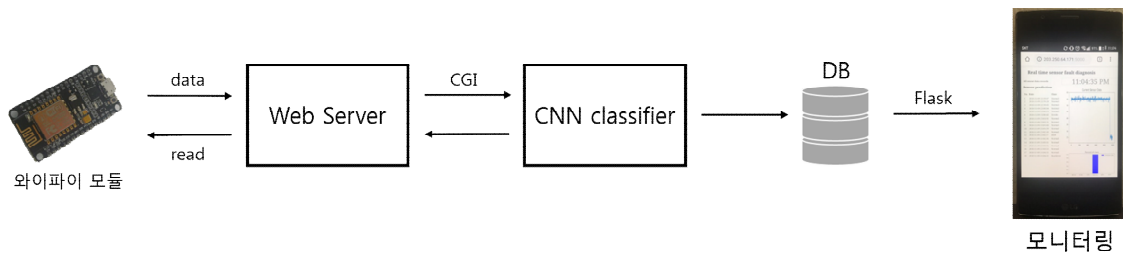 data
read
와이파이 모듈
Web Server
CGI
CNN classifier
DB
Flask
Real time sensor fault diagnosis
11:04:35 PM
모니터링